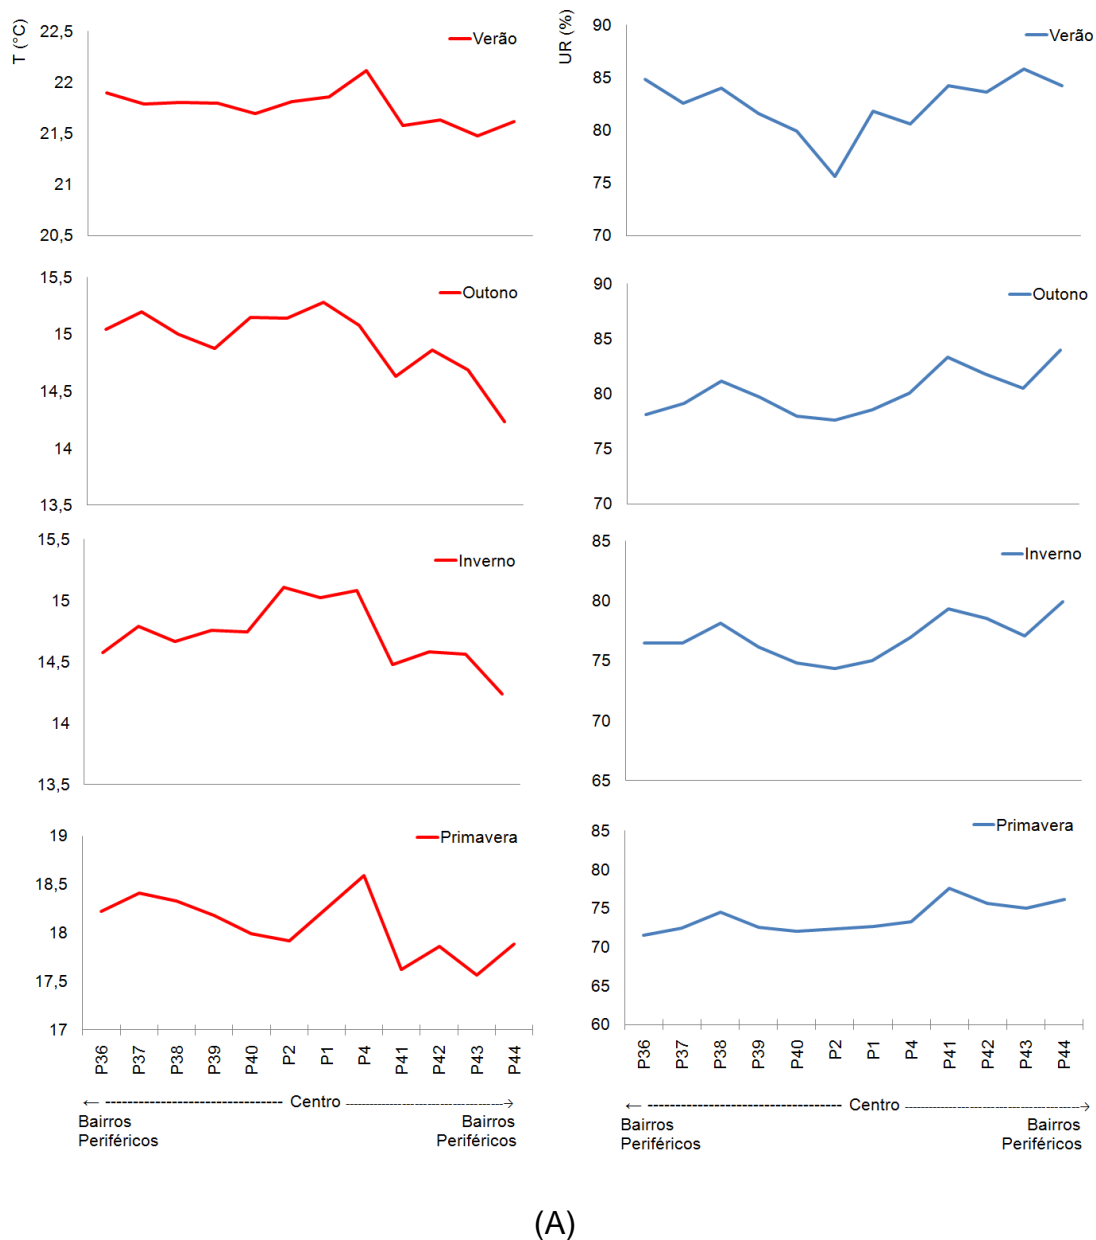 T (°C)
22,5
22
21,5
21
20,5
Verão
UR (%)
90
85
80
75
70
Verão
15,5
15
14,5
14
13,5
Outono
90
85
80
75
70
Outono
15,5
15
14,5
14
13,5
Inverno
85
80
75
70
65
Inverno
19
18,5
18
17,5
17
Primavera
P36 P37 P38 P39 P40 P2 P1 P4 P41 P42 P43 P44
← ---------------------------------- Centro ----------------------------------→
Bairros
Periféricos
Bairros
Periféricos
85
80
75
70
65
60
Primavera
P36 P37 P38 P39 P40 P2 P1 P4 P41 P42 P43 P44
← ---------------------------------- Centro ----------------------------------→
Bairros
Periféricos
Bairros
Periféricos
(A)